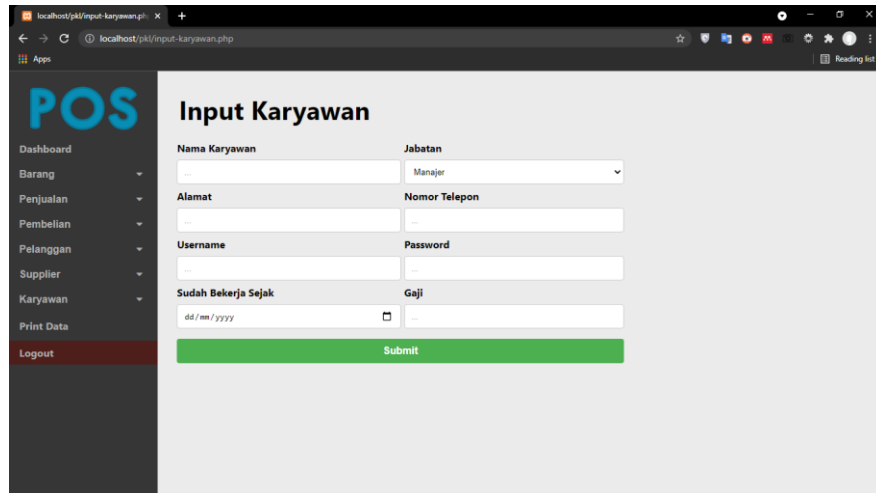 localhost/pkl/input-karyawan.ph
localhost/pkl/input-karyawan.php
Apps
Reading list
POS
Dashboard
Barang
Penjualan
Pembelian
Pelanggan
Supplier
Karyawan
Print Data
Logout
Input Karyawan
Nama Karyawan Jabatan
... Manajer
Alamat Nomor Telepon
... ...
Username Password
... ...
Sudah Bekerja Sejak Gaji
dd/mm/yyyy ...
Submit